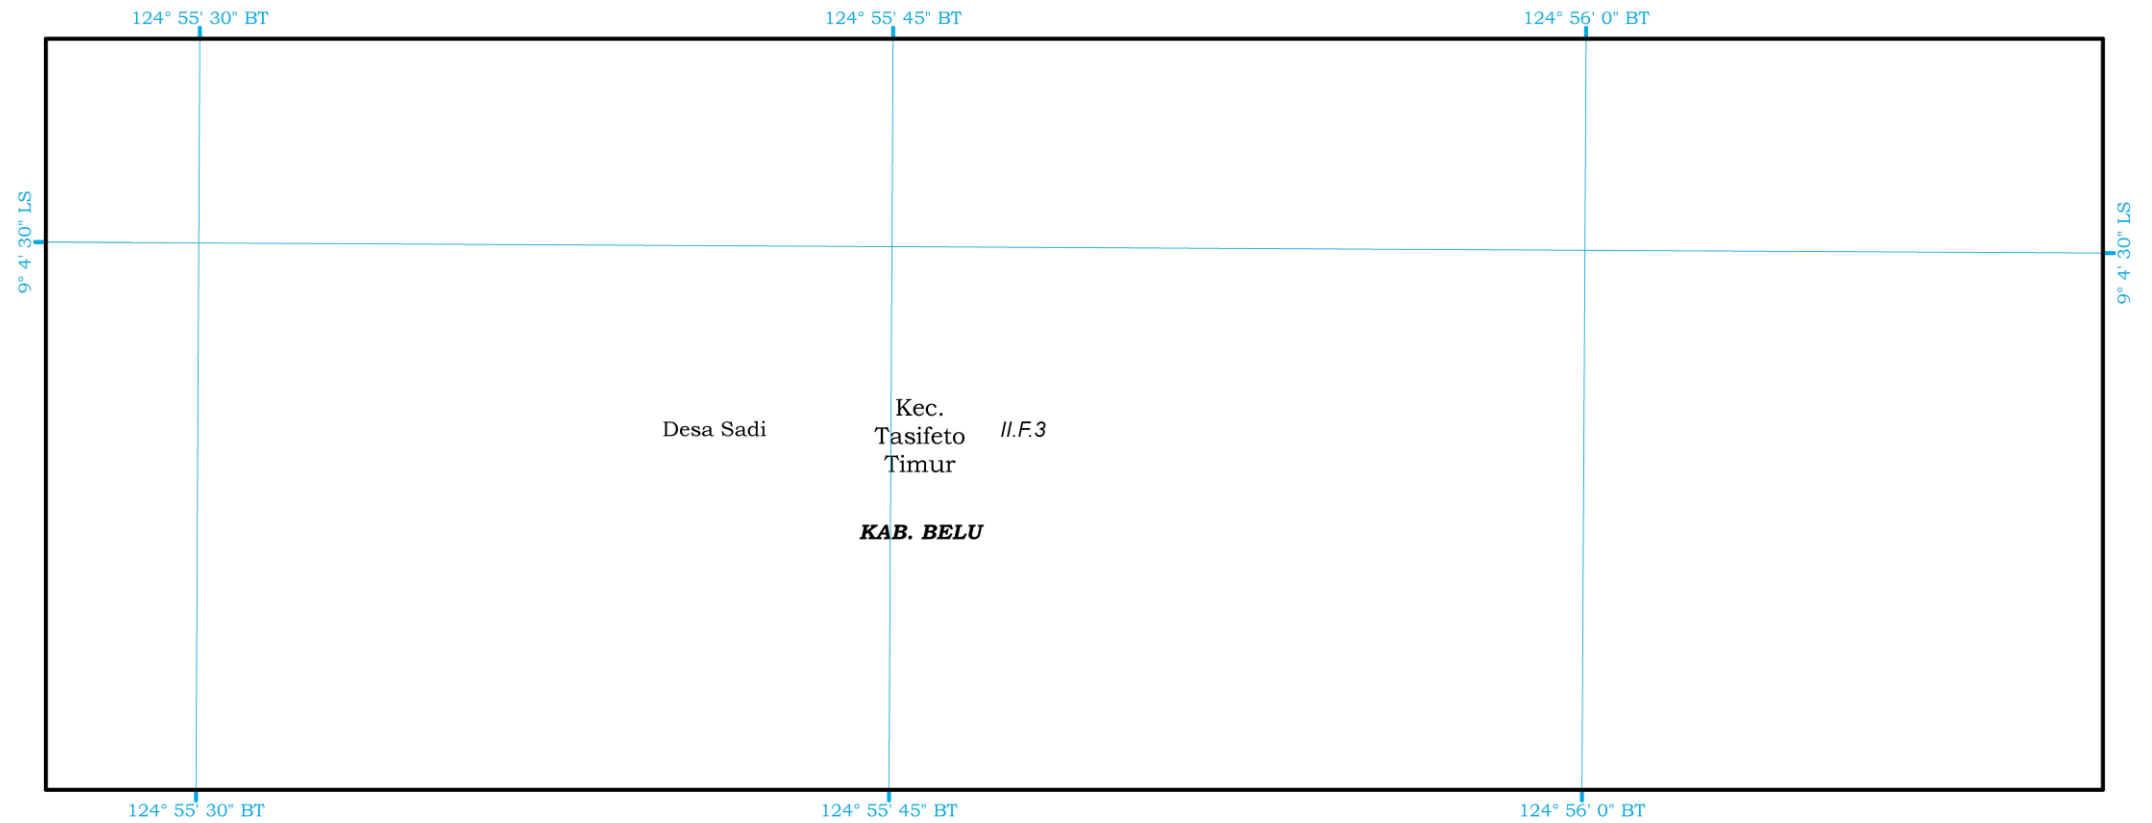 124° 55' 30" BT
124° 55' 45" BT
124° 56' 0" BT
9° 4' 30" LS
9° 4' 30" LS
Desa Sadi
Kec.
Tasifeto
Timur
II.F.3
KAB. BELU
124° 55' 30" BT
124° 55' 45" BT
124° 56' 0" BT